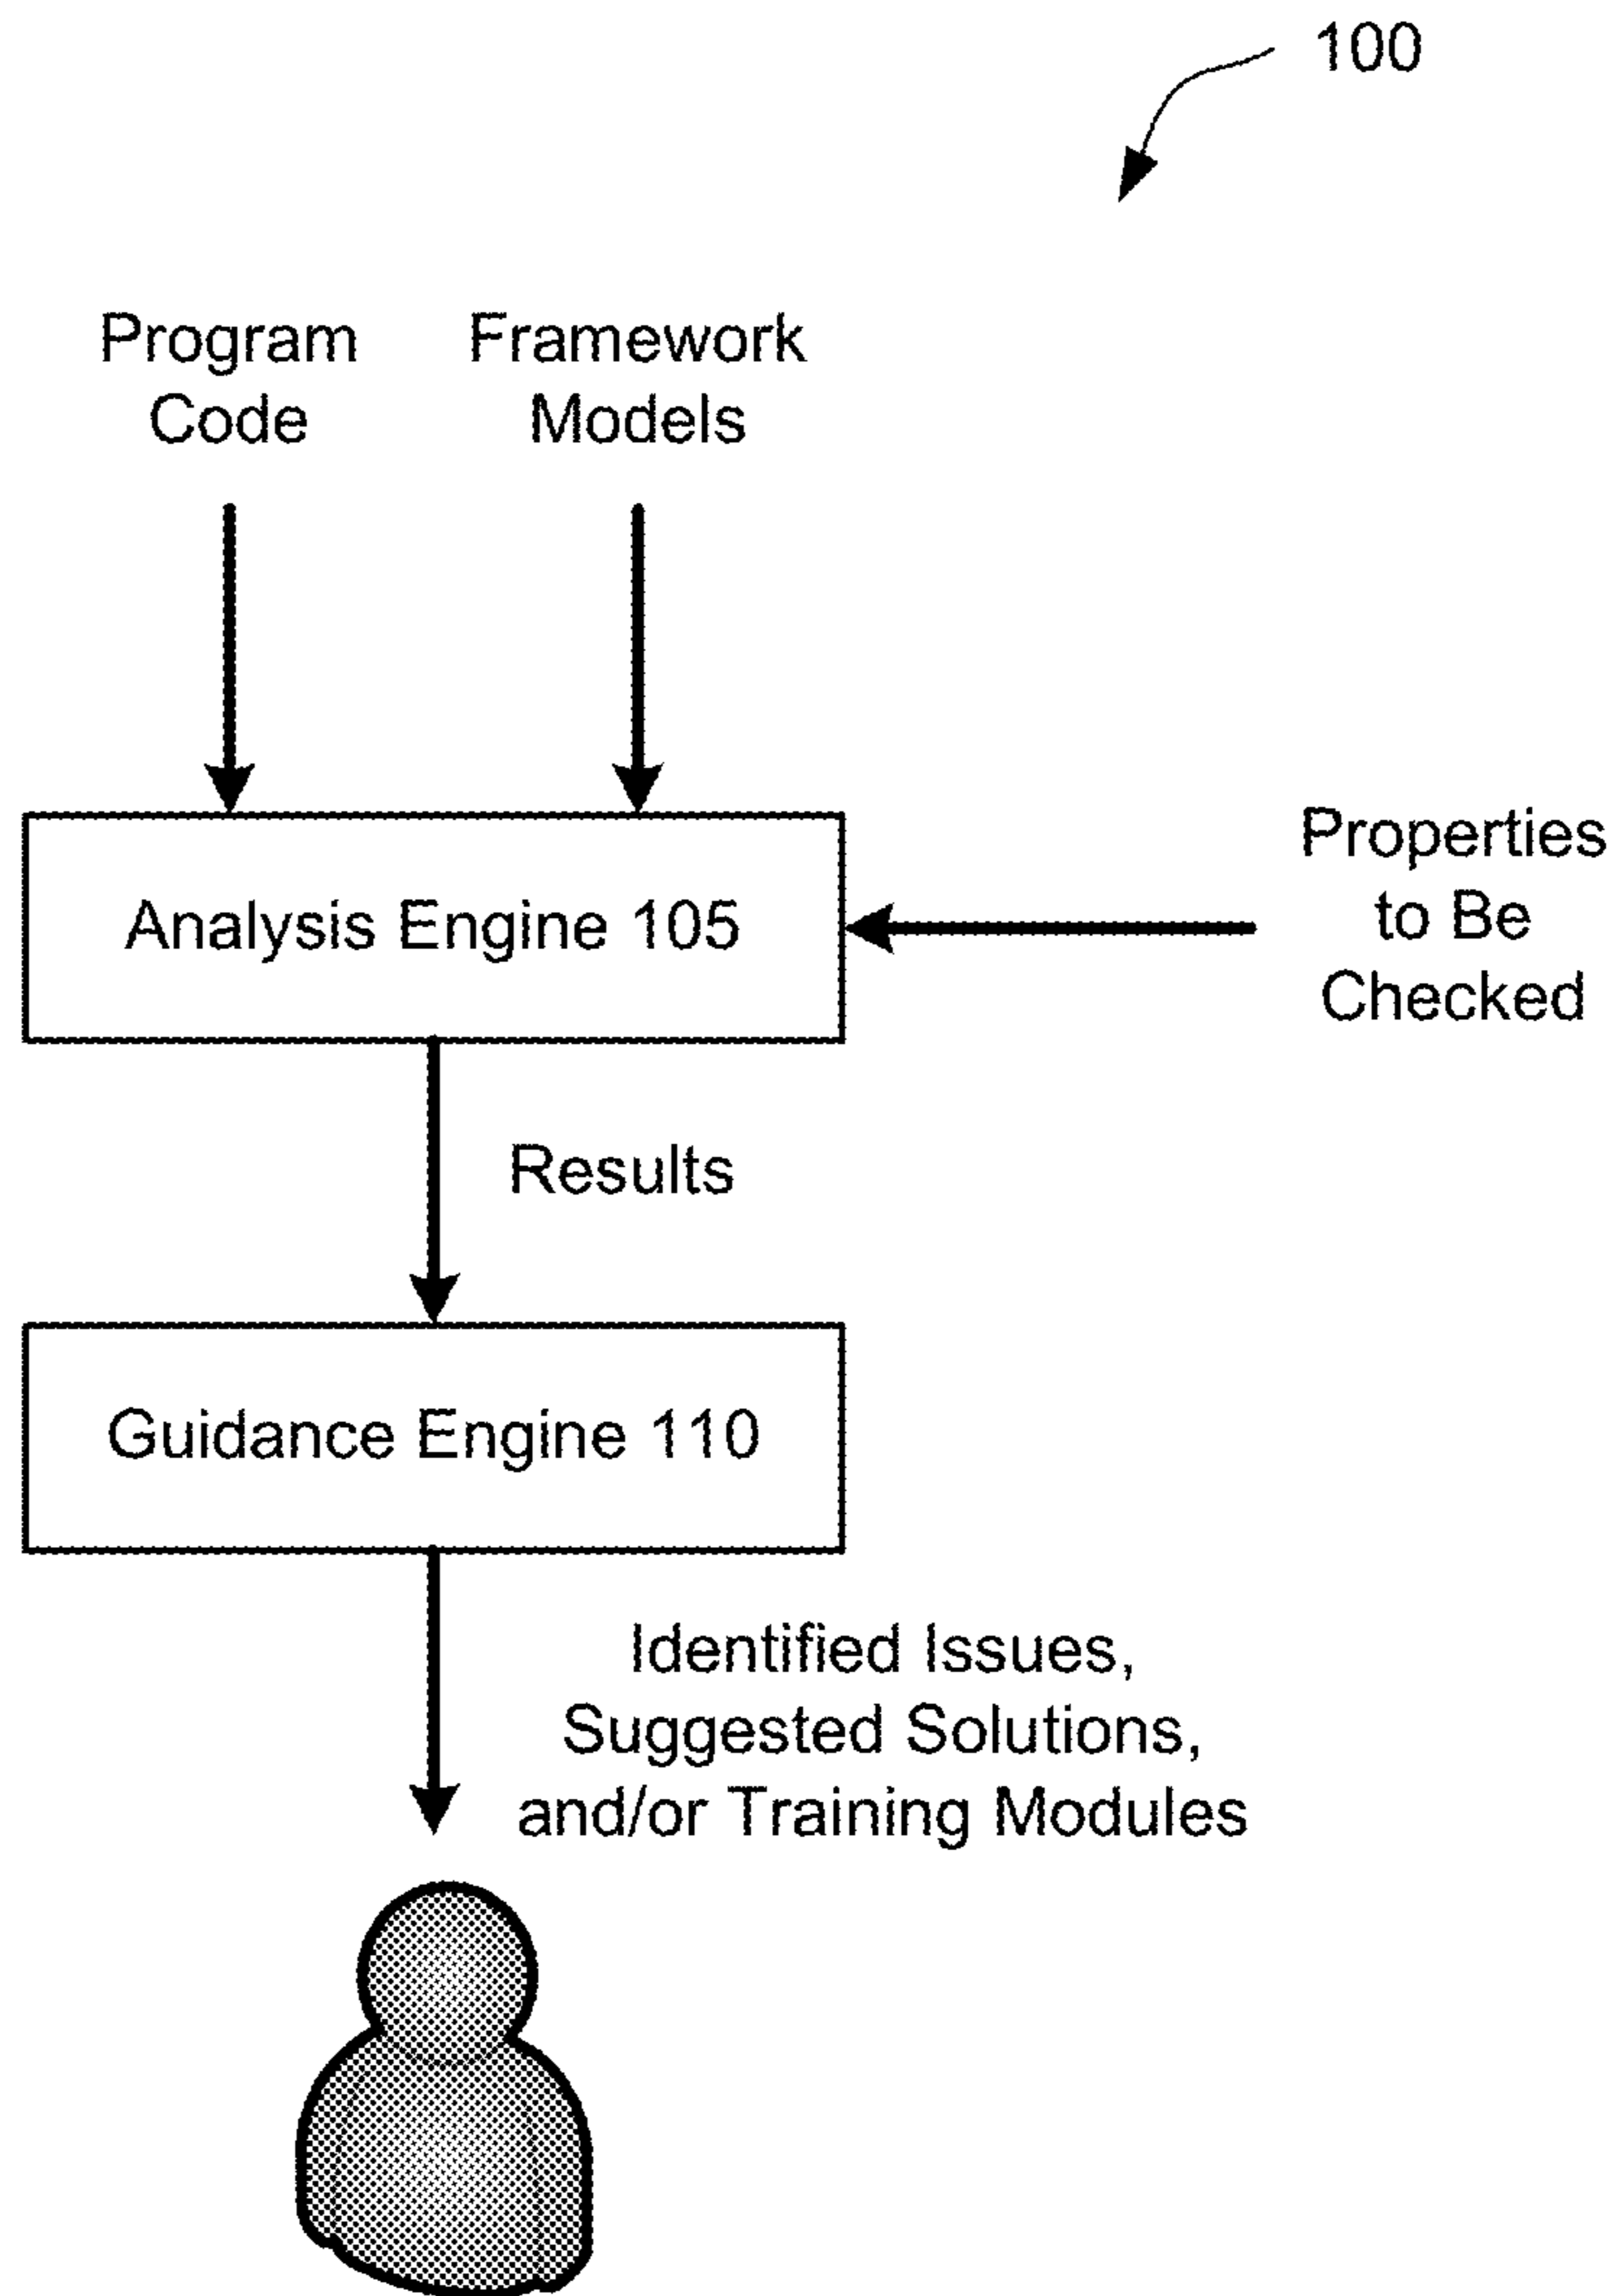 100
Program
Code
Framework
Models
Analysis Engine 105
Properties
to Be
Checked
Results
Guidance Engine 110
Identified Issues,
Suggested Solutions,
and/or Training Modules